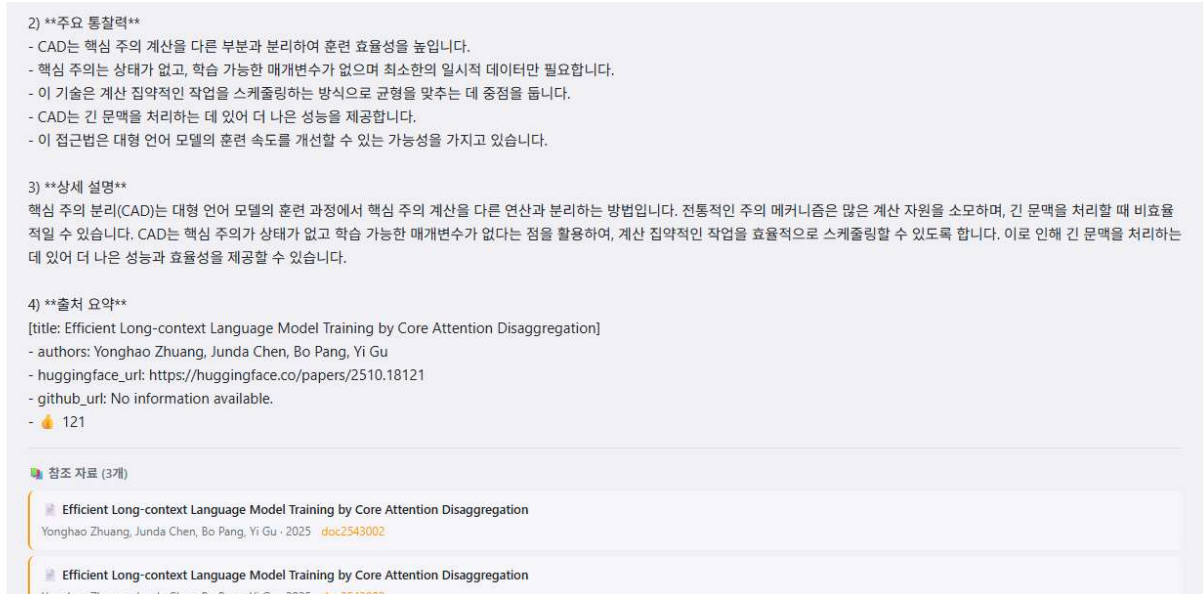 2) **주요 통찰력**
- CAD는 핵심 주의 계산을 다른 부분과 분리하여 훈련 효율성을 높입니다.
- 핵심 주의는 상태가 없고, 학습 가능한 매개변수가 없으며 최소한의 일시적 데이터만 필요합니다.
- 이 기술은 계산 집약적인 작업을 스케줄링하는 방식으로 균형을 맞추는 데 중점을 둡니다.
- CAD는 긴 문맥을 처리하는 데 있어 더 나은 성능을 제공합니다.
- 이 접근법은 대형 언어 모델의 훈련 속도를 개선할 수 있는 가능성을 가지고 있습니다.
3) **상세 설명**
핵심 주의 분리(CAD)는 대형 언어 모델의 훈련 과정에서 핵심 주의 계산을 다른 연산과 분리하는 방법입니다. 전통적인 주의 메커니즘은 많은 계산 자원을 소모하며, 긴 문맥을 처리할 때 비효율
적일 수 있습니다. CAD는 핵심 주의가 상태가 없고 학습 가능한 매개변수가 없다는 점을 활용하여, 계산 집약적인 작업을 효율적으로 스케줄링할 수 있도록 합니다. 이로 인해 긴 문맥을 처리하는
데 있어 더 나은 성능과 효율성을 제공할 수 있습니다.
4) **출처 요약**
[title: Efficient Long-context Language Model Training by Core Attention Disaggregation]
- authors: Yonghao Zhuang, Junda Chen, Bo Pang, Yi Gu
- huggingface_url: https://huggingface.co/papers/2510.18121
- github_url: No information available.
- 👍 121
📚 참조 자료 (3개)
📄 Efficient Long-context Language Model Training by Core Attention Disaggregation
Yonghao Zhuang, Junda Chen, Bo Pang, Yi Gu · 2025 doc2543002
📄 Efficient Long-context Language Model Training by Core Attention Disaggregation